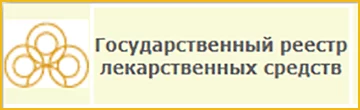 Государственный реестр
лекарственных средств